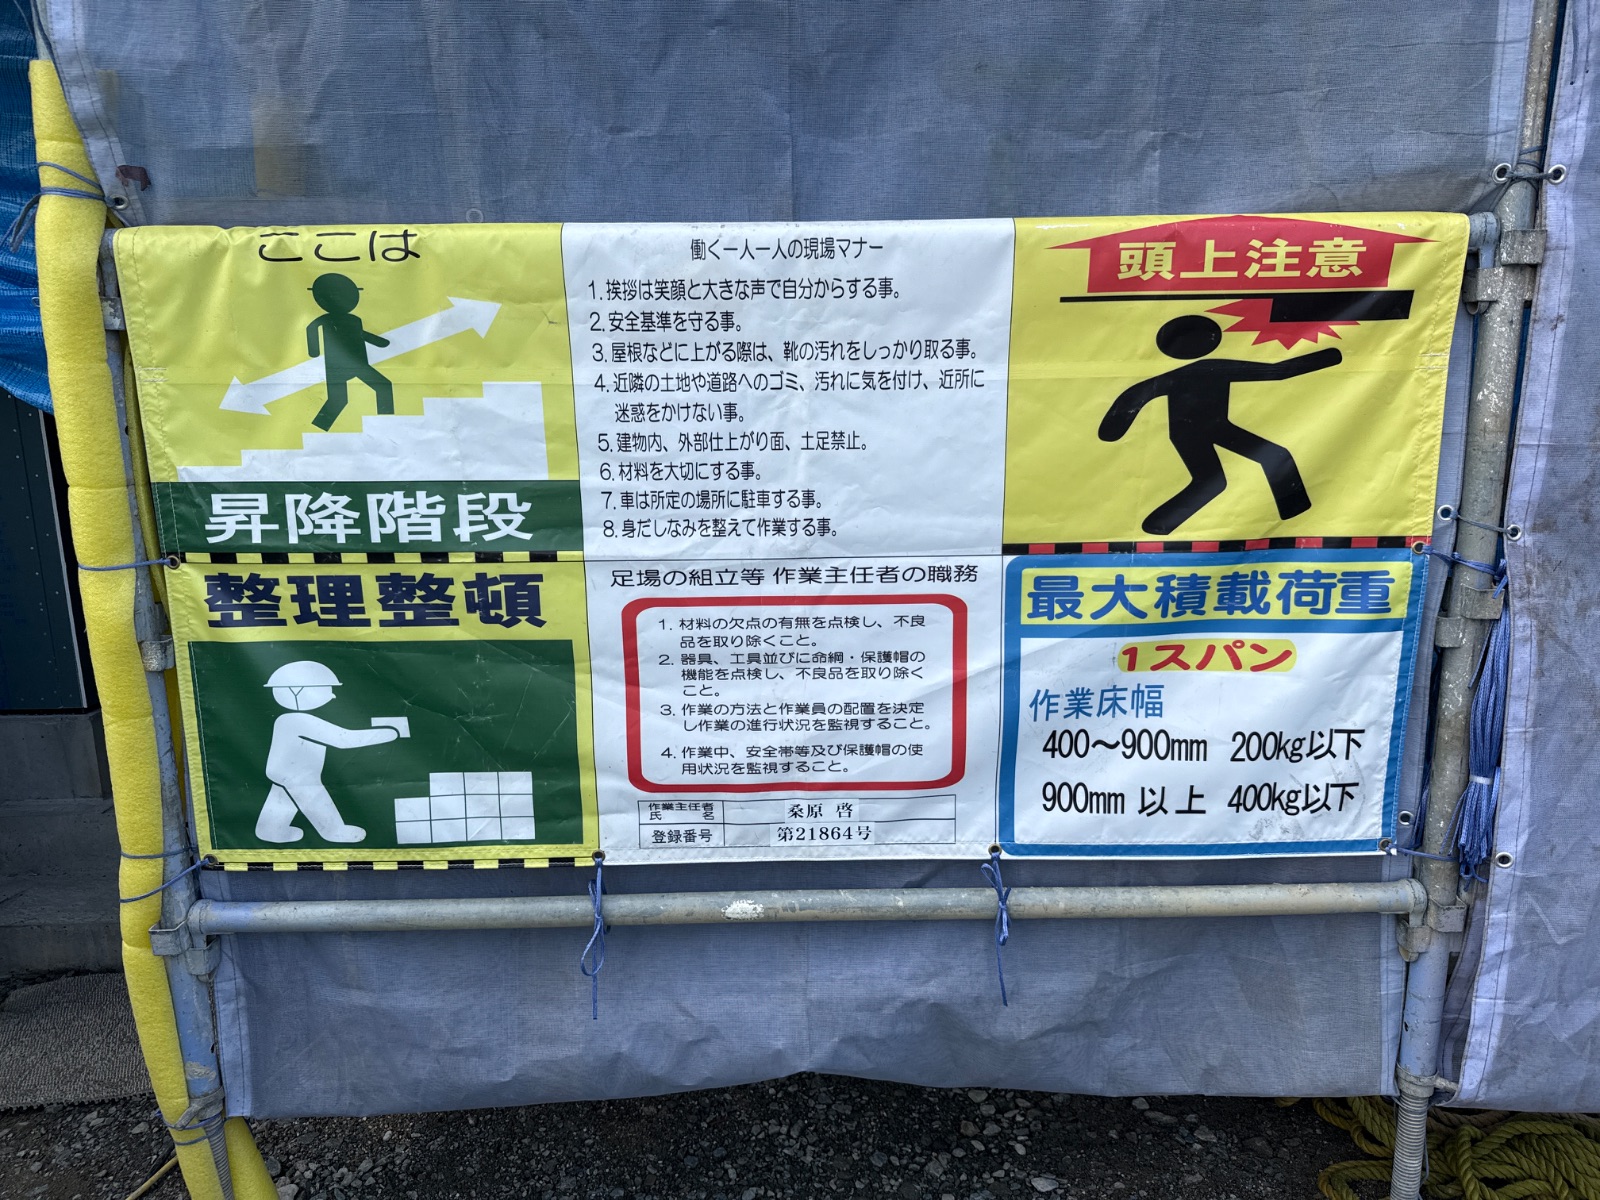 ここは
昇降階段
整理整頓
働く一人一人の現場マナー
1. 挨拶は笑顔と大きな声で自分からする事。
2. 安全基準を守る事。
3. 屋根などに上がる際は、靴の汚れをしっかり取る事。
4. 近隣の土地や道路へのゴミ、汚れに気を付け、近所に
迷惑をかけない事。
5. 建物内、外部仕上がり面、土足禁止。
6. 材料を大切にする事。
7. 車は所定の場所に駐車する事。
8. 身だしなみを整えて作業する事。
足場の組立等 作業主任者の職務
1. 材料の欠点の有無を点検し、不良
品を取り除くこと。
2. 器具、工具並びに命綱・保護帽の
機能を点検し、不良品を取り除く
こと。
3. 作業の方法と作業員の配置を決定
し作業の進行状況を監視すること。
4. 作業中、安全帯等及び保護帽の使
用状況を監視すること。
作業主任者
氏 名
桑原 啓
登録番号
第21864号
頭上注意
最大積載荷重
1スパン
作業床幅
400～900mm 200kg以下
900mm 以上 400kg以下